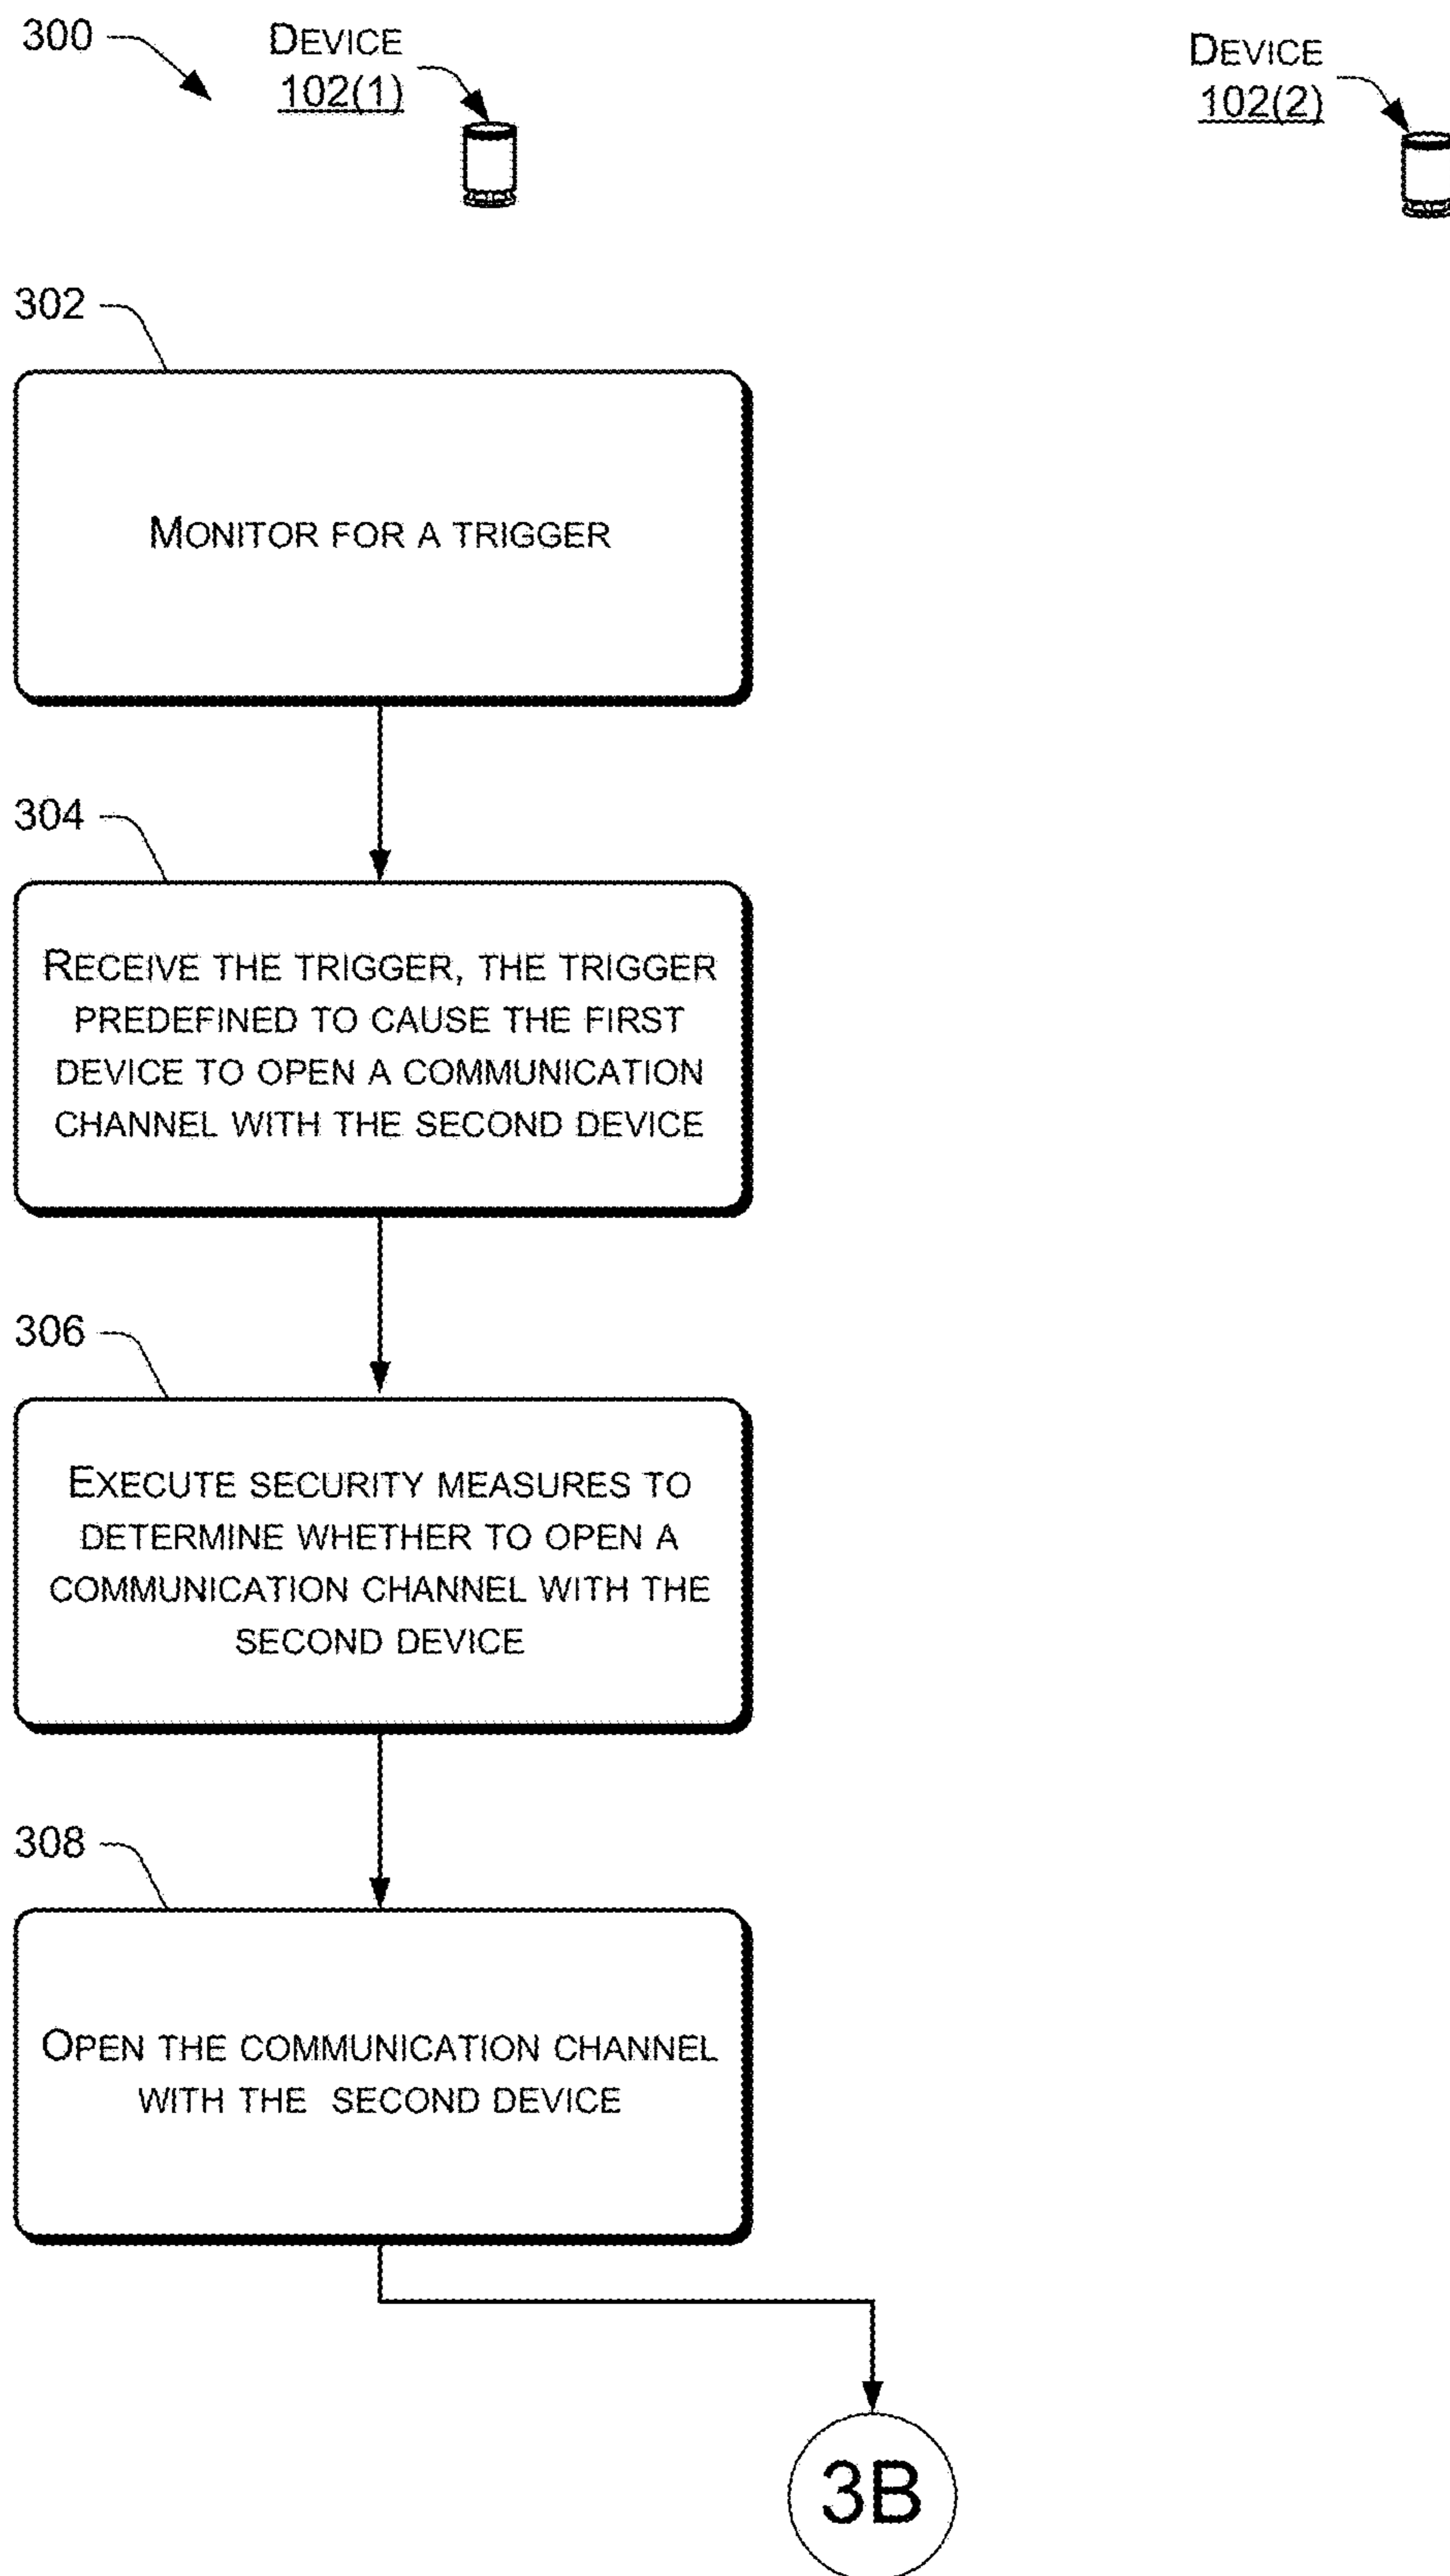 300
DEVICE
102(1)
DEVICE
102(2)
302
MONITOR FOR A TRIGGER
304
RECEIVE THE TRIGGER, THE TRIGGER
PREDEFINED TO CAUSE THE FIRST
DEVICE TO OPEN A COMMUNICATION
CHANNEL WITH THE SECOND DEVICE
306
EXECUTE SECURITY MEASURES TO
DETERMINE WHETHER TO OPEN A
COMMUNICATION CHANNEL WITH THE
SECOND DEVICE
308
OPEN THE COMMUNICATION CHANNEL
WITH THE SECOND DEVICE
3B